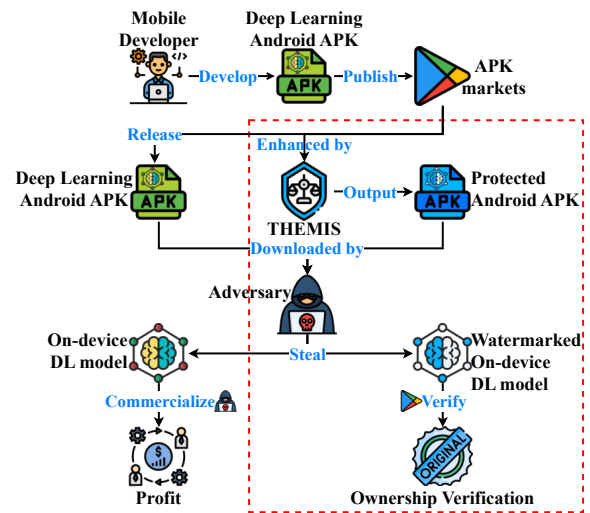 Mobile
Developer
Deep Learning
Android APK
Develop
APK
Publish
APK
markets
Release
Enhanced by
Deep Learning
Android APK
APK
THEMIS
Output
APK
Protected
Android APK
Downloaded by
Adversary
On-device
DL model
Steal
Watermarked
On-device
DL model
Commercialize
Verify
Profit
ORIGINAL
Ownership Verification